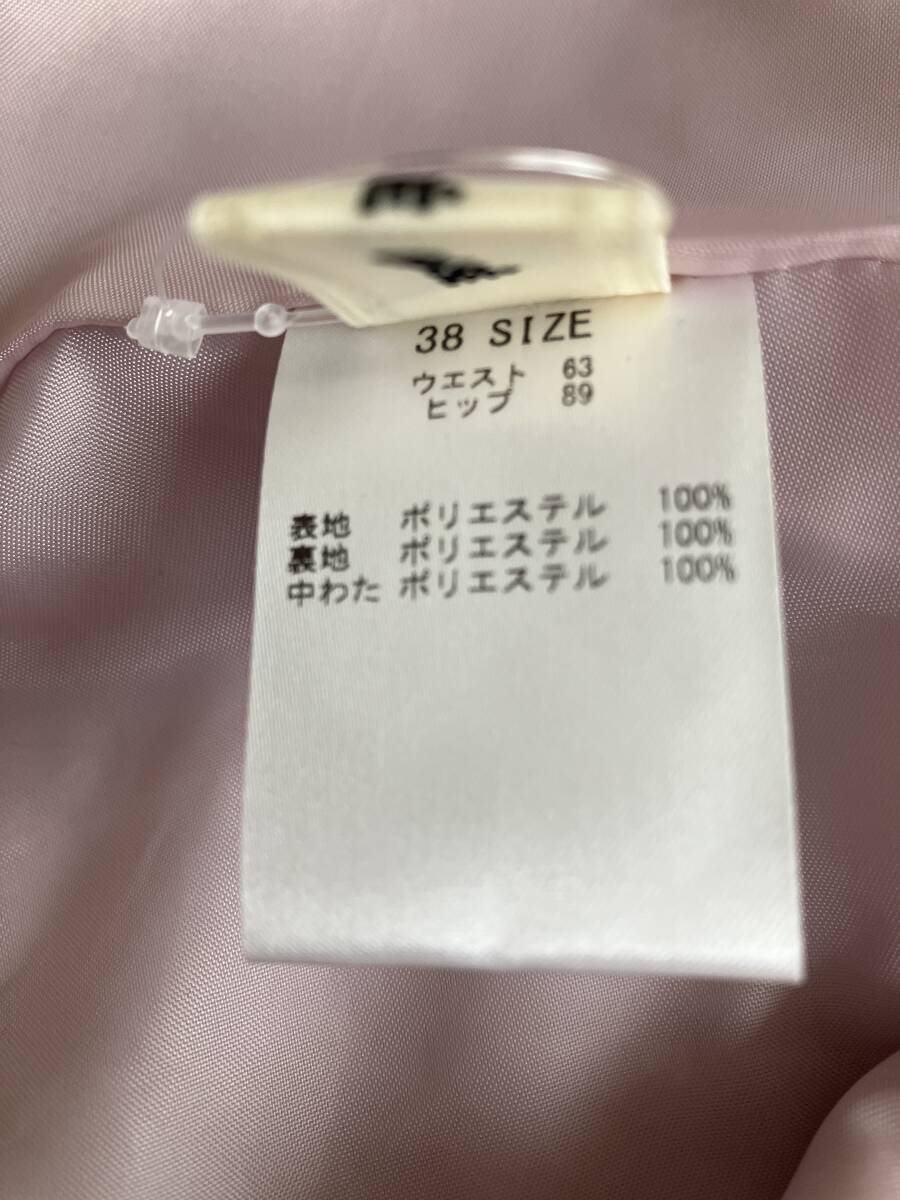 38 SIZE
ウエスト 63
ヒップ 89
表地 ポリエステル 100%
裏地 ポリエステル 100%
中わた ポリエステル 100%